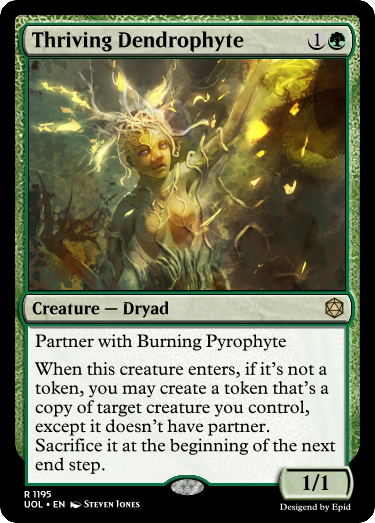 Thriving Dendrophyte 1
Creature — Dryad
Partner with Burning Pyrophyte
When this creature enters, if it's not a
token, you may create a token that's a
copy of target creature you control,
except it doesn't have partner.
Sacrifice it at the beginning of the next
end step.
1/1
R 1195
UOL • EN Steven Jones
Desigend by Epid